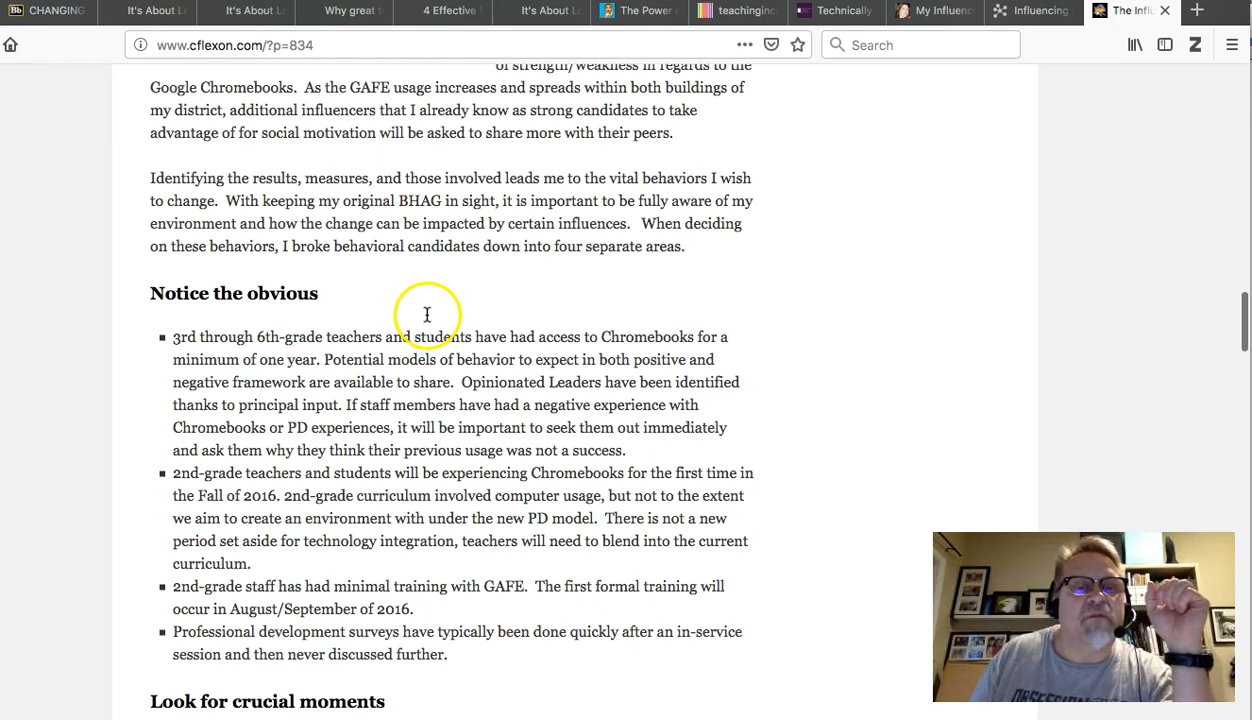 Bb CHANGING
It's About Le
It's About Le
Why great t
4 Effective
It's About Le
The Power o
teachinginc
Technically
My Influenc
Influencing
The Influ
www.cflexon.com/?p=834
Search
of strength/weakness in regards to the
Google Chromebooks. As the GAFE usage increases and spreads within both buildings of
my district, additional influencers that I already know as strong candidates to take
advantage of for social motivation will be asked to share more with their peers.
Identifying the results, measures, and those involved leads me to the vital behaviors I wish
to change. With keeping my original BHAG in sight, it is important to be fully aware of my
environment and how the change can be impacted by certain influences. When deciding
on these behaviors, I broke behavioral candidates down into four separate areas.
Notice the obvious
3rd through 6th-grade teachers and students have had access to Chromebooks for a
minimum of one year. Potential models of behavior to expect in both positive and
negative framework are available to share. Opinionated Leaders have been identified
thanks to principal input. If staff members have had a negative experience with
Chromebooks or PD experiences, it will be important to seek them out immediately
and ask them why they think their previous usage was not a success.
2nd-grade teachers and students will be experiencing Chromebooks for the first time in
the Fall of 2016. 2nd-grade curriculum involved computer usage, but not to the extent
we aim to create an environment with under the new PD model. There is not a new
period set aside for technology integration, teachers will need to blend into the current
curriculum.
2nd-grade staff has had minimal training with GAFE. The first formal training will
occur in August/September of 2016.
Professional development surveys have typically been done quickly after an in-service
session and then never discussed further.
Look for crucial moments